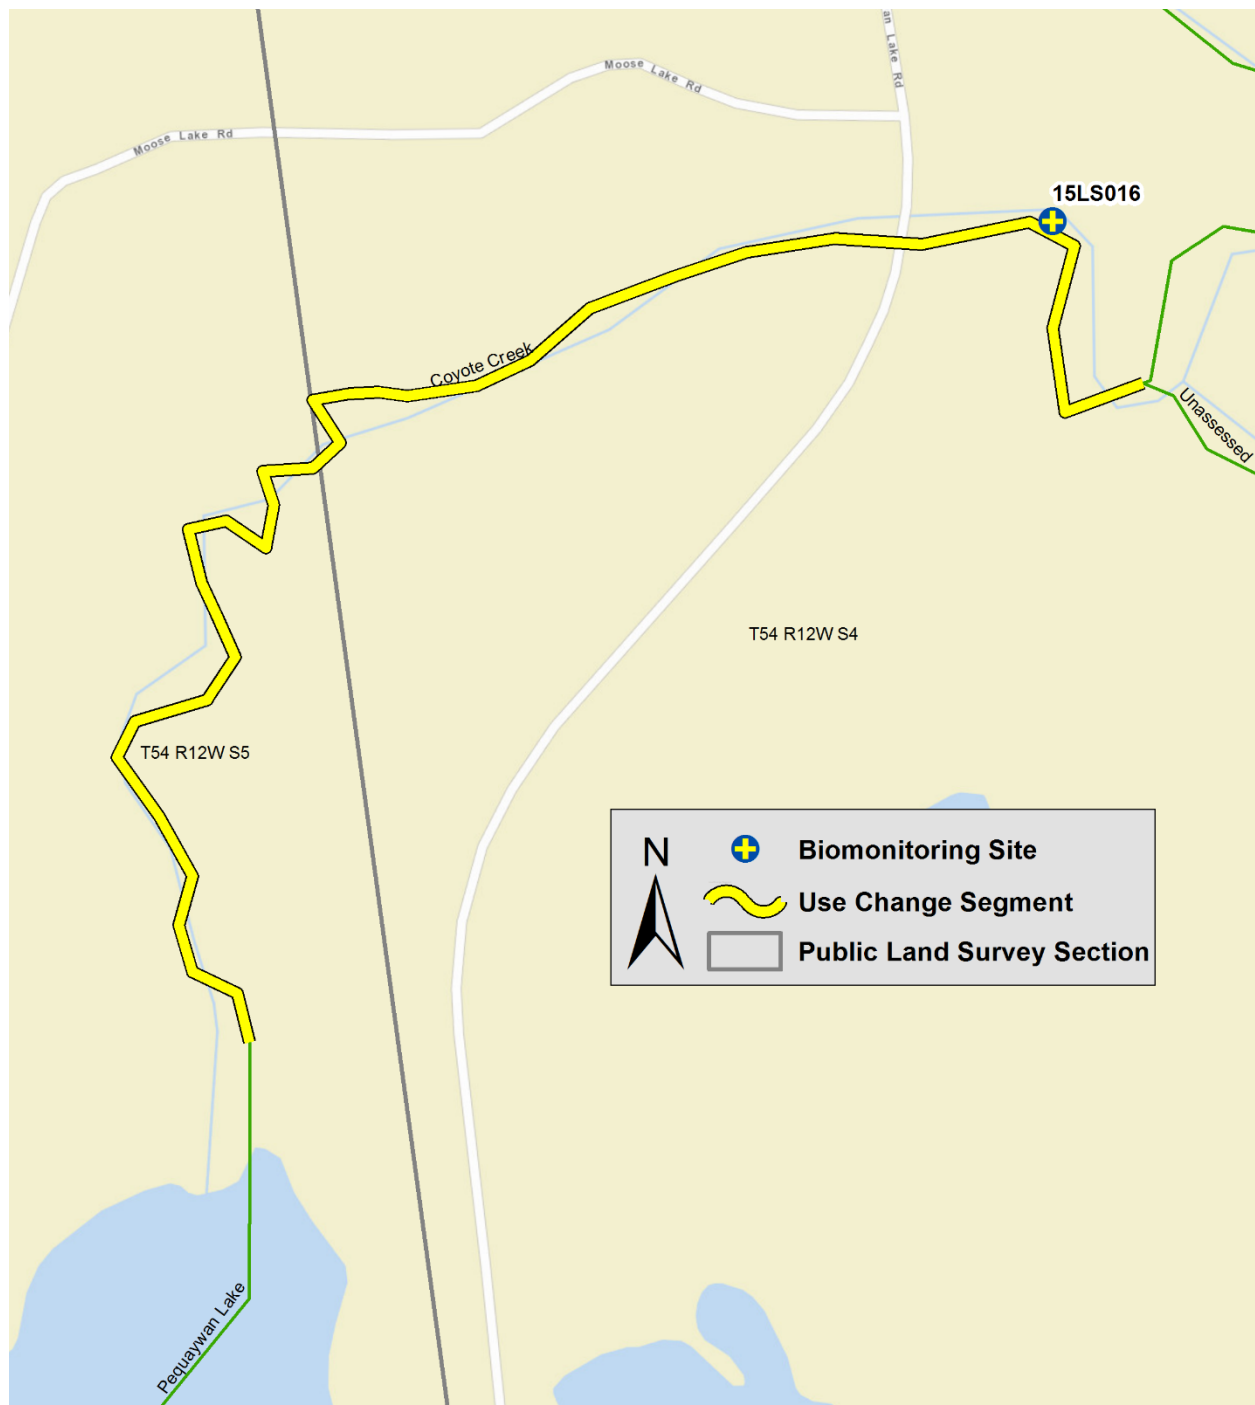 an Lake Rd
Moose Lake Rd
Moose Lake Rd
15LS016
Coyote Creek
Unassessed
T54 R12W S4
T54 R12W S5
N
Biomonitoring Site
Use Change Segment
Public Land Survey Section
Pequaywan Lake